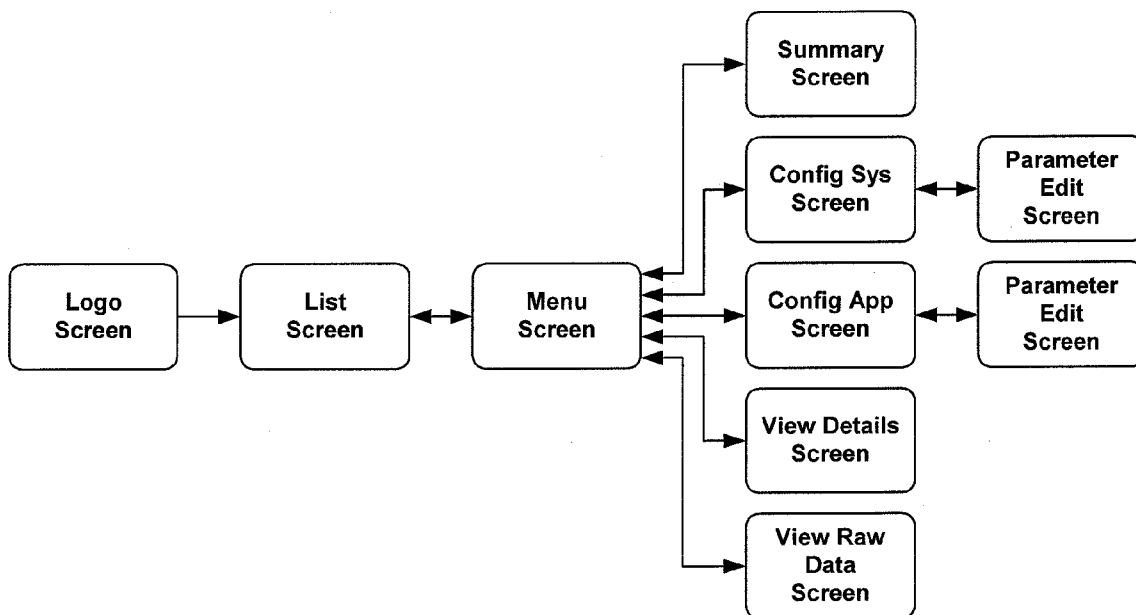 Summary
Screen
Config Sys
Screen
Parameter
Edit
Screen
Logo
Screen
List
Screen
Menu
Screen
Config App
Screen
Parameter
Edit
Screen
View Details
Screen
View Raw
Data
Screen